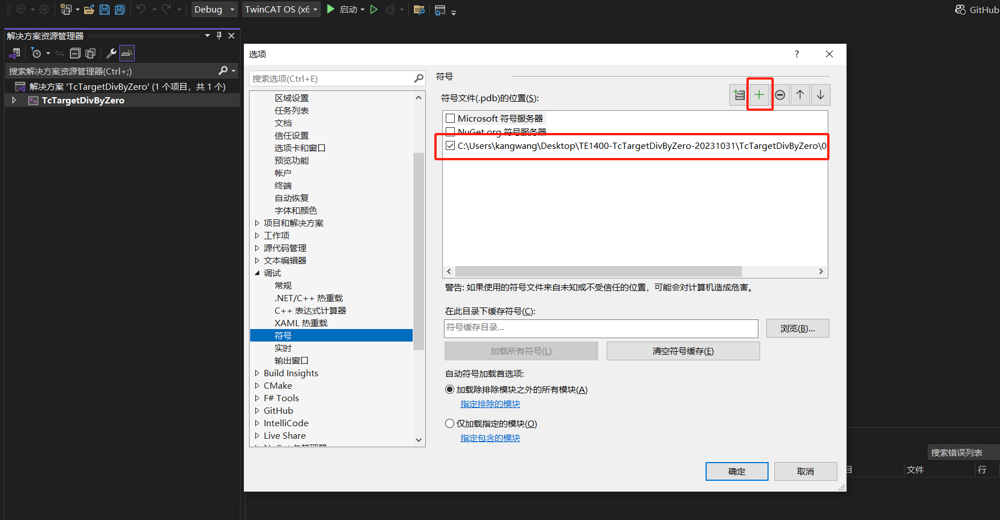 Debug
TwinCAT OS (x6
启动
GitHub
解决方案资源管理器
搜索解决方案资源管理器(Ctrl+;)
解决方案 'TcTargetDivByZero' (1 个项目，共 1 个)
TcTargetDivByZero
选项
?
搜索选项(Ctrl+E)
区域设置
任务列表
文档
信任设置
选项卡和窗口
预览功能
帐户
终端
自动恢复
字体和颜色
项目和解决方案
工作项
源代码管理
文本编辑器
调试
常规
.NET/C++ 热重载
C++ 表达式计算器
XAML 热重载
符号
实时
输出窗口
Build Insights
CMake
F# Tools
GitHub
IntelliCode
Live Share
符号
符号文件(.pdb)的位置(S):
Microsoft 符号服务器
NuGet.org 符号服务器
C:\Users\kangwang\Desktop\TE1400-TcTargetDivByZero-20231031\TcTargetDivByZero\0
警告: 如果使用的符号文件来自未知或不受信任的位置，可能会对计算机造成危害。
在此目录下缓存符号(C):
符号缓存目录...
浏览(B)...
加载所有符号(L)
清空符号缓存(E)
自动符号加载首选项:
加载除排除模块之外的所有模块(A)
指定排除的模块
仅加载指定的模块(O)
指定包含的模块
确定
取消
搜索错误列表
目
文件
行